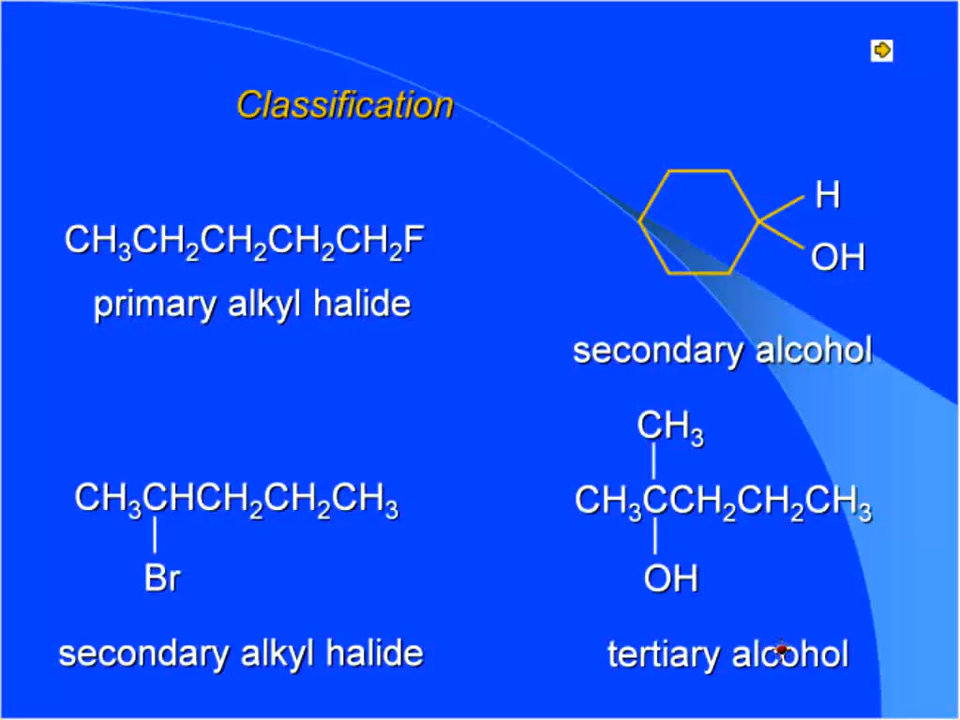 Classification
CH₃CH₂CH₂CH₂CH₂F
primary alkyl halide
H
OH
secondary alcohol
CH₃CHCH₂CH₂CH₃
Br
secondary alkyl halide
CH₃
CH₃CCH₂CH₂CH₃
OH
tertiary alcohol